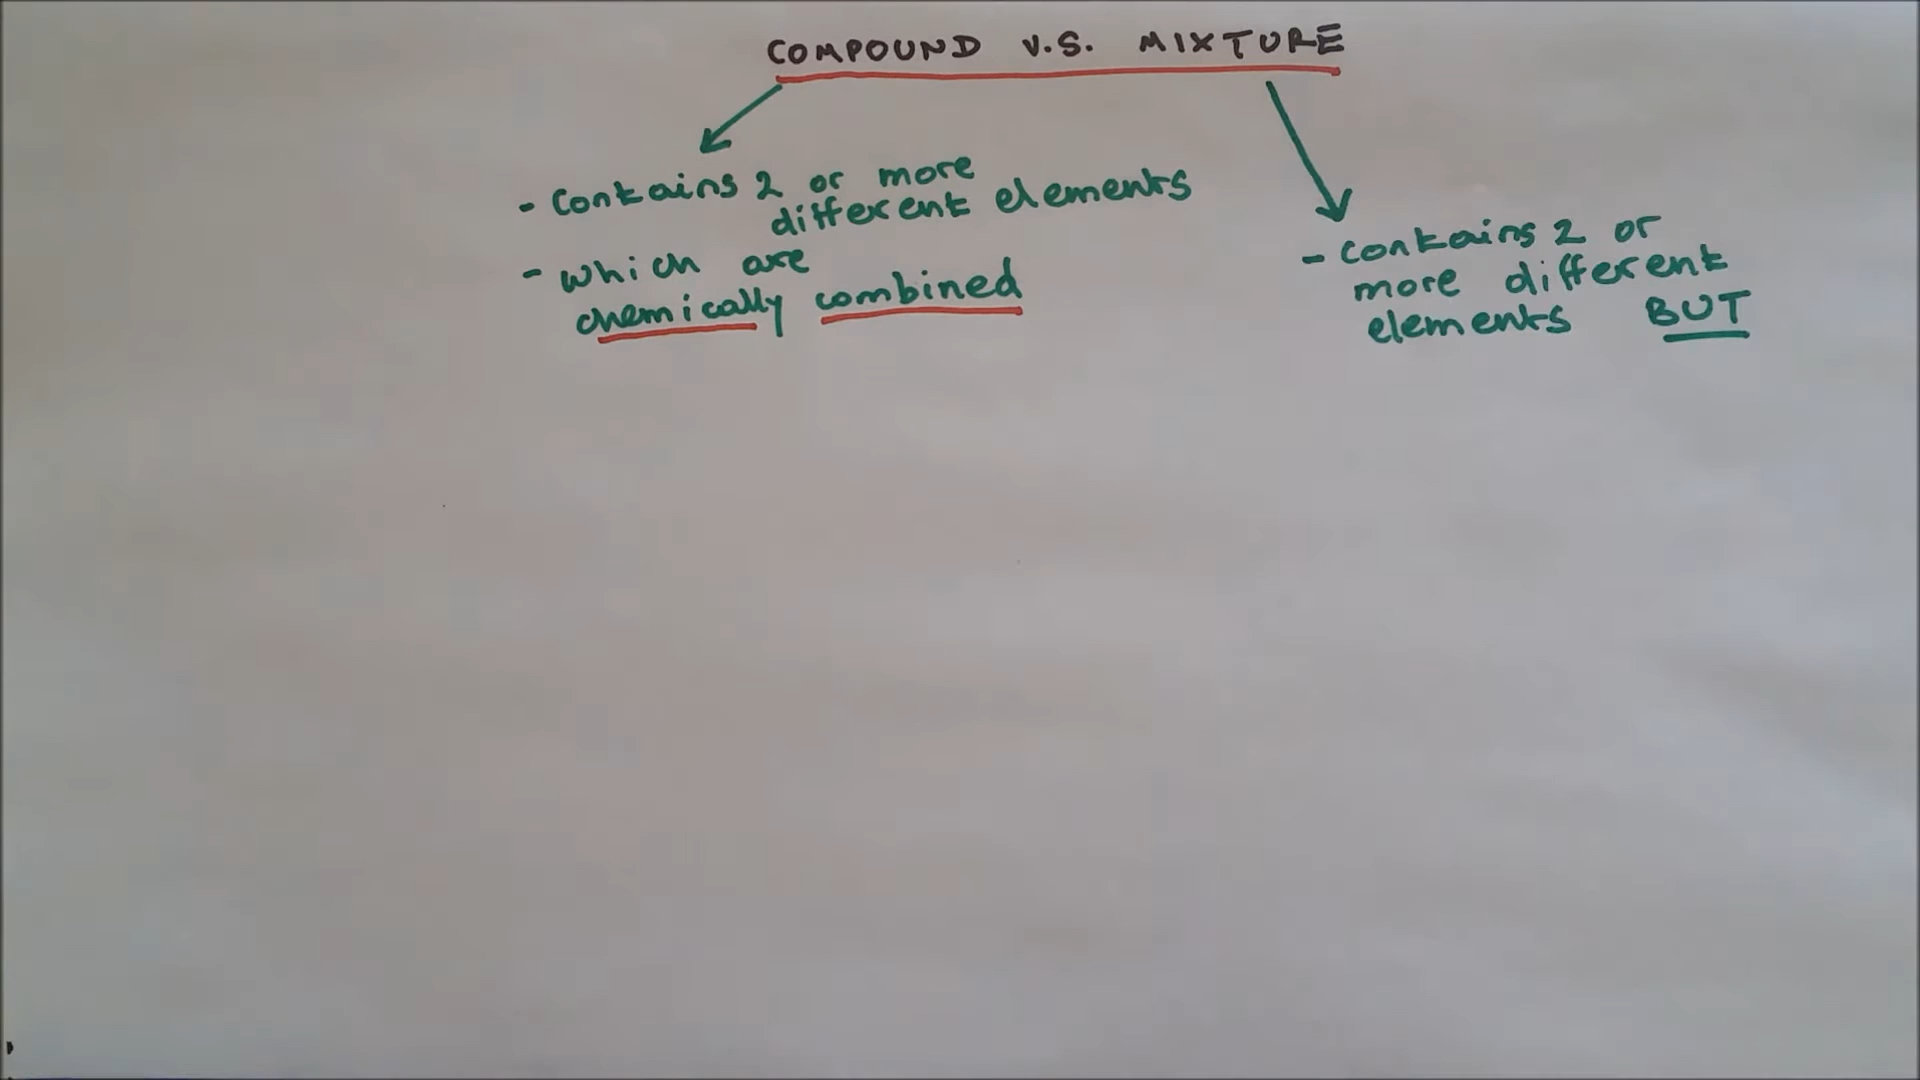 COMPOUND V.S. MIXTURE
- Contains 2 or more
different elements
- which are
chemically combined
- contains 2 or
more different
elements BUT